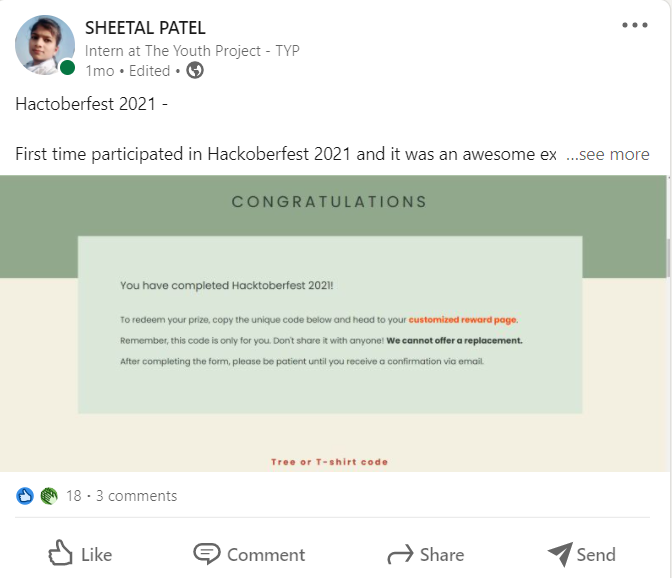 SHEETAL PATEL
Intern at The Youth Project - TYP
1mo • Edited •
Hactoberfest 2021 -
First time participated in Hackoberfest 2021 and it was an awesome ex ...see more
CONGRATULATIONS
You have completed Hacktoberfest 2021!
To redeem your prize, copy the unique code below and head to your customized reward page.
Remember, this code is only for you. Don't share it with anyone! We cannot offer a replacement.
After completing the form, please be patient until you receive a confirmation via email.
Tree or T-shirt code
18 • 3 comments
Like Comment Share Send